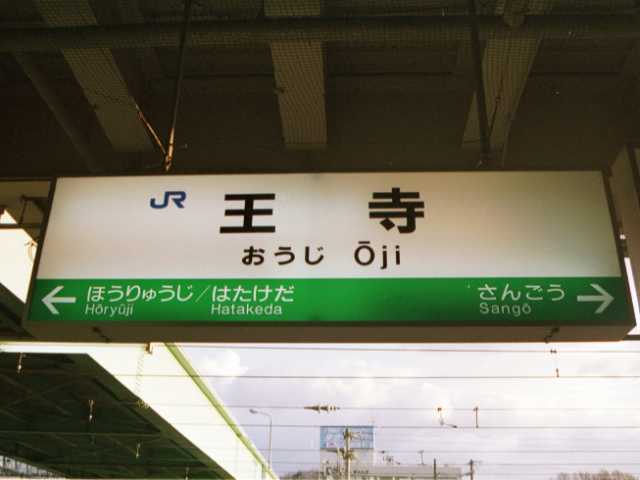 JR 王寺
おうじ Ōji
← ほうりゅうじ/はたけだ さんごう →
Hōryūji Hatakeda Sangō